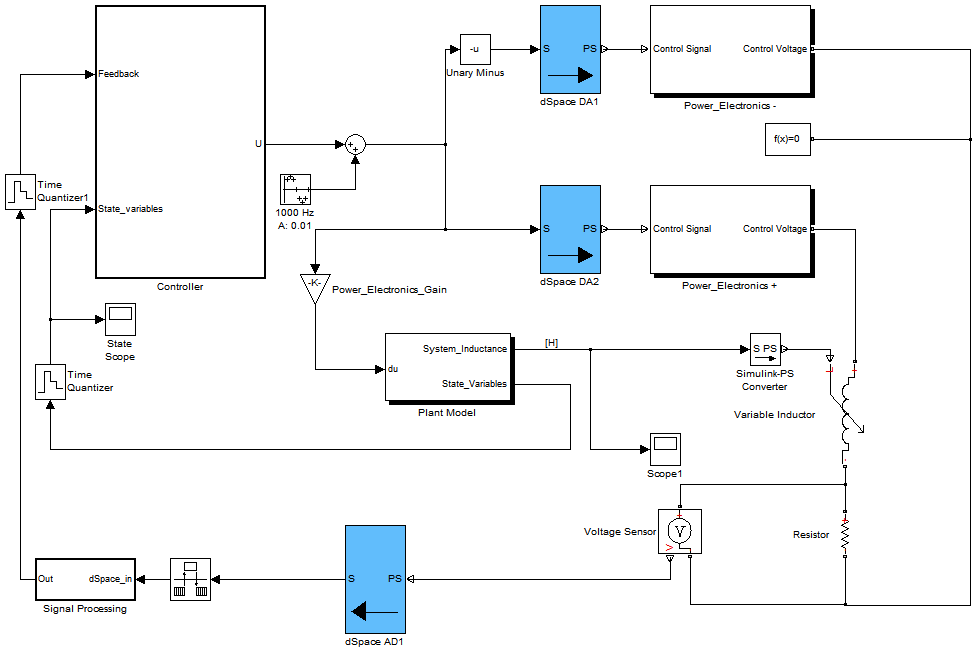 Feedback
U
State_variables
Controller
Time
Quantizer1
1000 Hz
A: 0.01
-u
Unary Minus
S PS
dSpace DA1
Control Signal Control Voltage
Power_Electronics -
f(x)=0
S PS
dSpace DA2
Control Signal Control Voltage
Power_Electronics +
-K-
Power_Electronics_Gain
State
Scope
Time
Quantizer
du
System_Inductance
State_Variables
Plant Model
[H]
S PS
Simulink-PS
Converter
Variable Inductor
Scope1
Voltage Sensor
V
Resistor
Out dSpace_in
Signal Processing
S PS
dSpace AD1